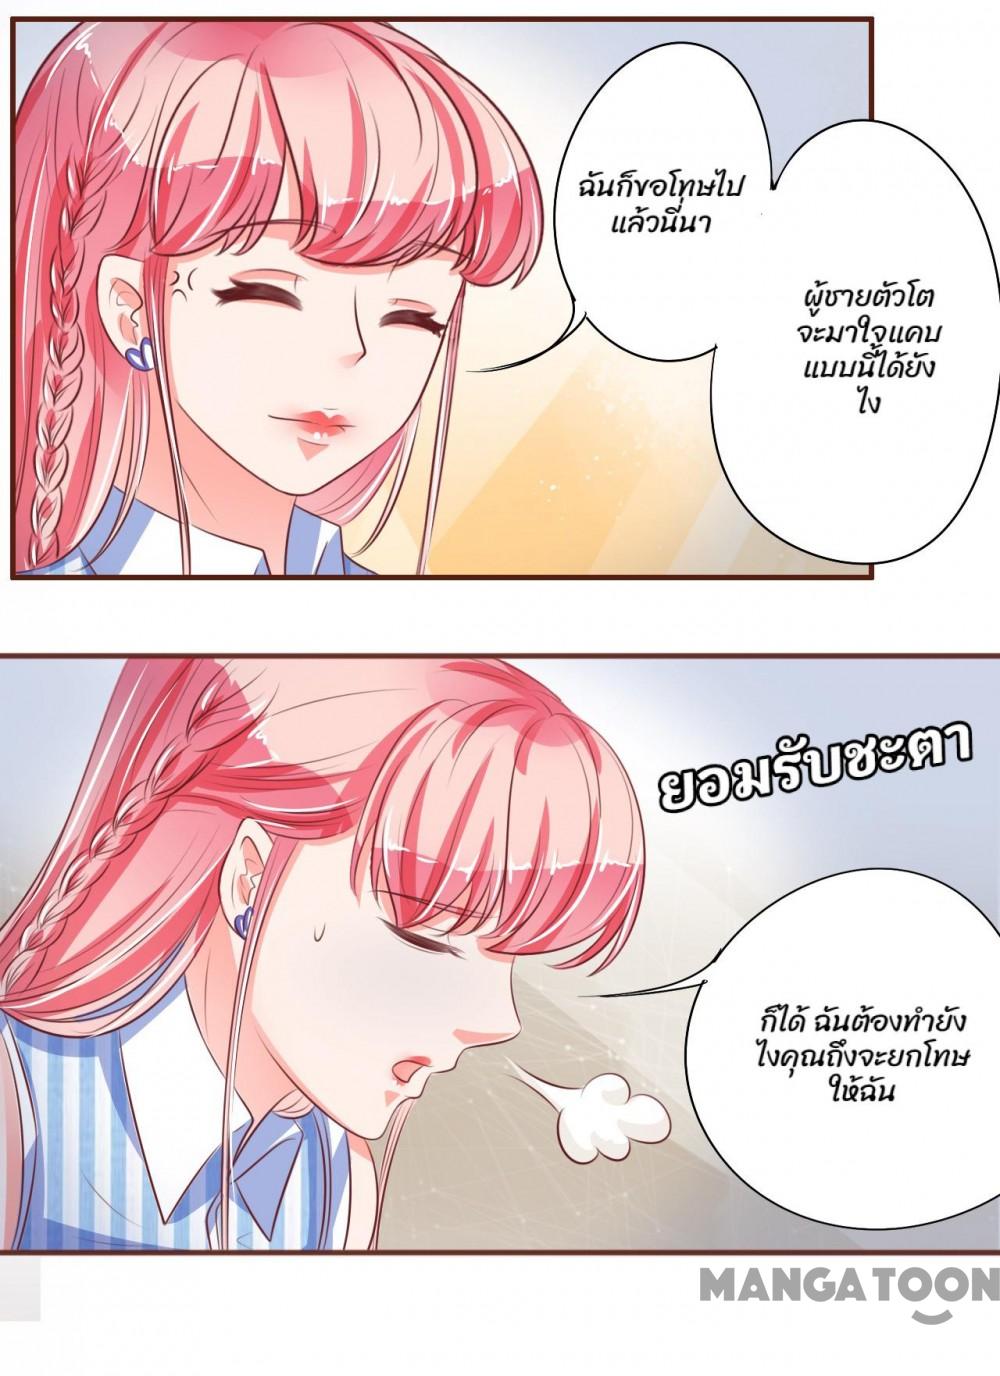 ฉันก็ขอโทษไป
แล้วนี่นา
ผู้ชายตัวโต
จะมาใจแคบ
แบบนี้ได้ยัง
ไง
ยอมรับชะตา
ก็ได้ ฉันต้องทำยัง
ไงคุณถึงจะยกโทษ
ให้ฉัน
MANGATOON